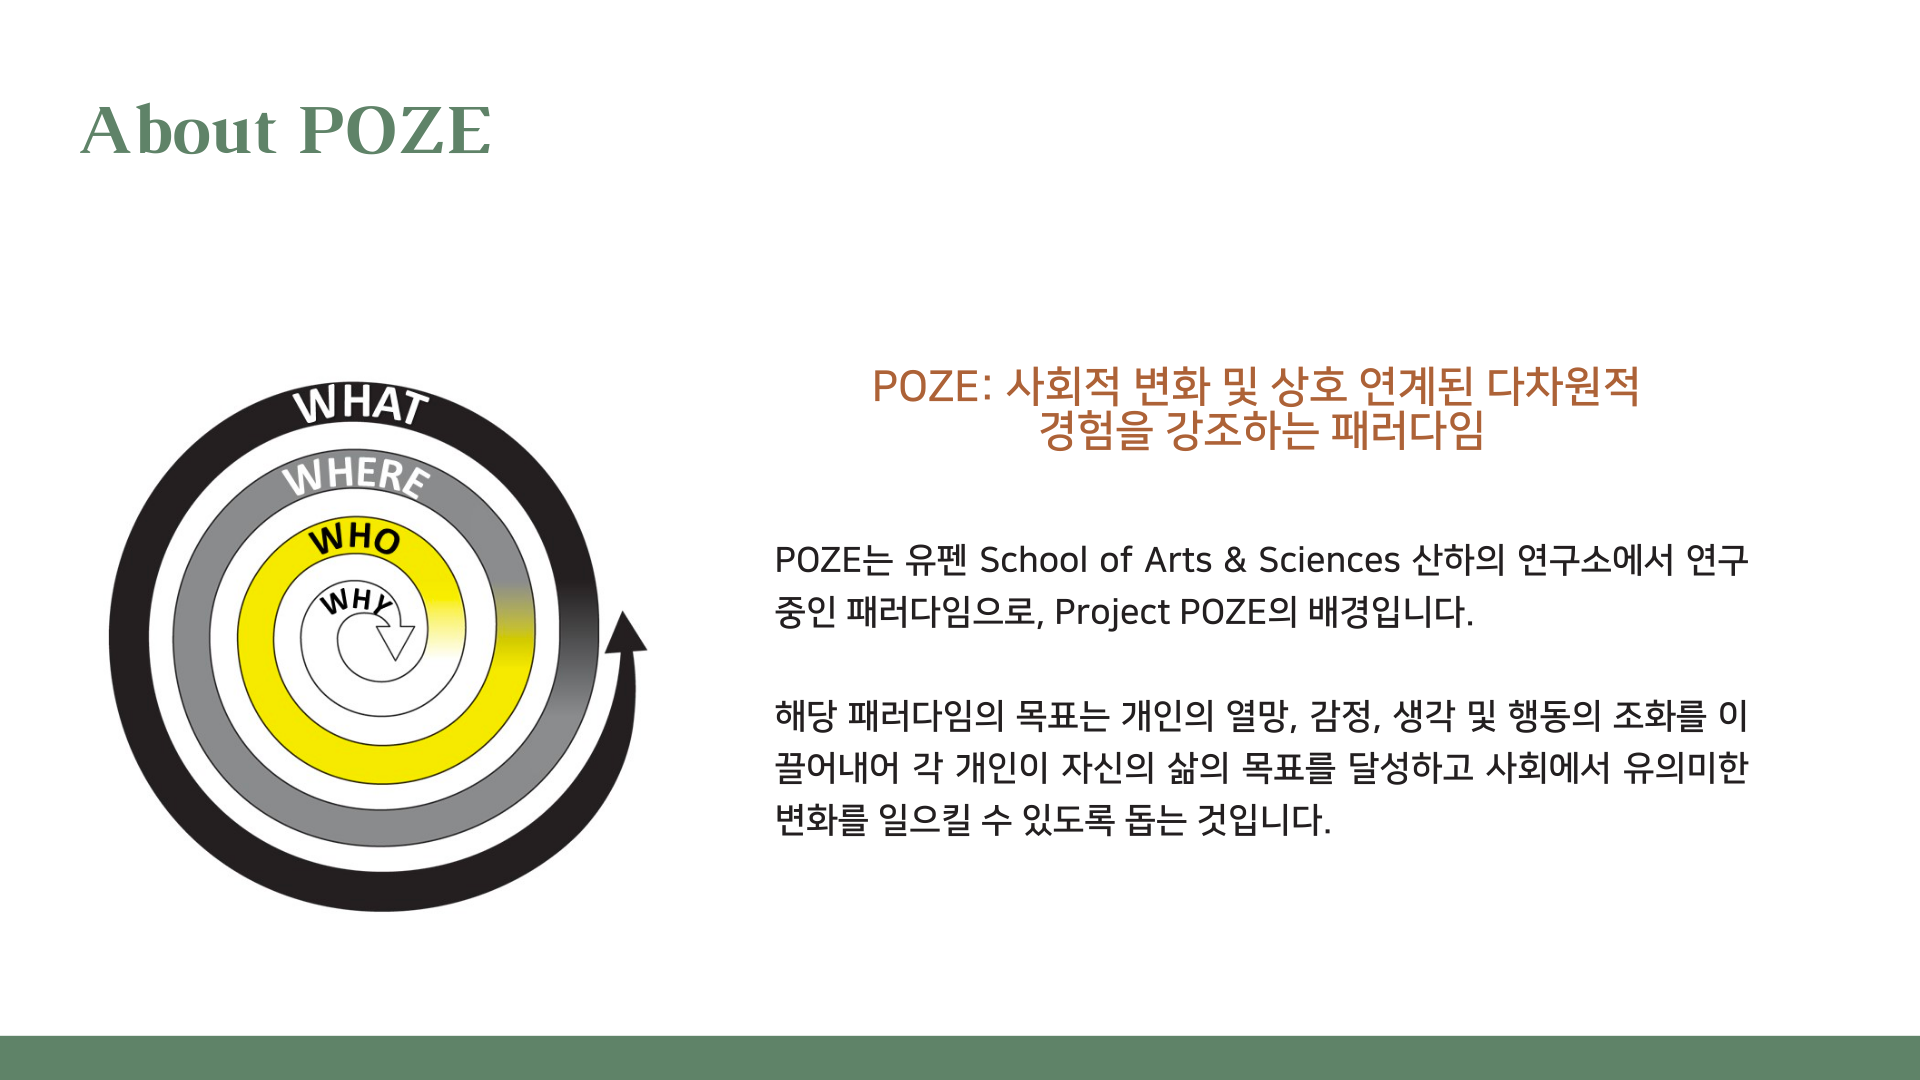 About POZE
WHAT
WHERE
WHO
WHY
POZE: 사회적 변화 및 상호 연계된 다차원적
경험을 강조하는 패러다임
POZE는 유펜 School of Arts & Sciences 산하의 연구소에서 연구
중인 패러다임으로, Project POZE의 배경입니다.
해당 패러다임의 목표는 개인의 열망, 감정, 생각 및 행동의 조화를 이
끌어내어 각 개인이 자신의 삶의 목표를 달성하고 사회에서 유의미한
변화를 일으킬 수 있도록 돕는 것입니다.